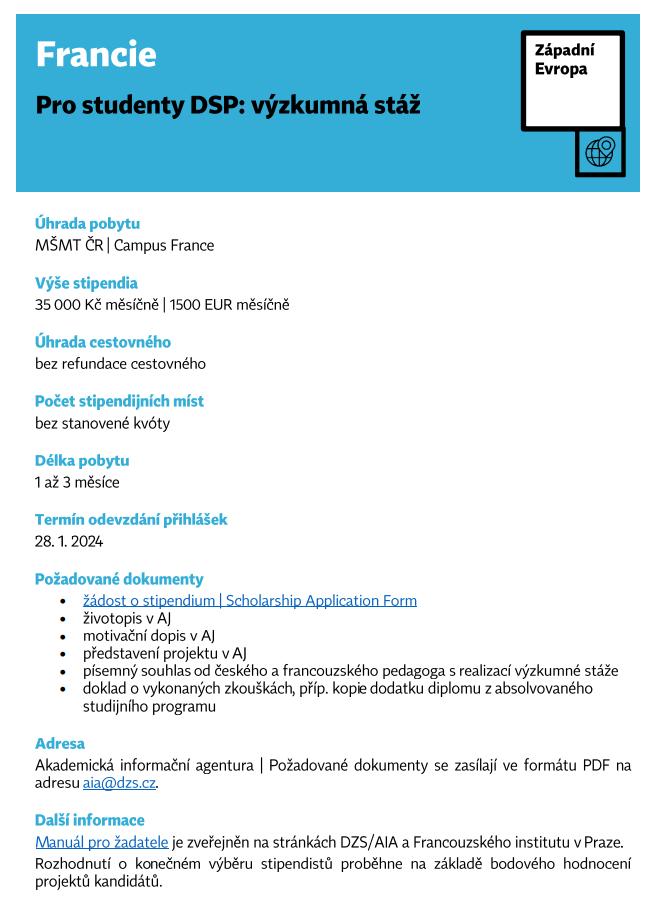 Francie
Pro studenty DSP: výzkumná stáž
Západní
Evropa
Úhrada pobytu
MŠMT ČR | Campus France
Výše stipendia
35 000 Kč měsíčně | 1500 EUR měsíčně
Úhrada cestovného
bez refundace cestovného
Počet stipendijních míst
bez stanovené kvóty
Délka pobytu
1 až 3 měsíce
Termín odevzdání přihlášek
28. 1. 2024
Požadované dokumenty
• žádost o stipendium | Scholarship Application Form
• životopis v AJ
• motivační dopis v AJ
• představení projektu v AJ
• písemný souhlas od českého a francouzského pedagoga s realizací výzkumné stáže
• doklad o vykonaných zkouškách, příp. kopie dodatku diplomu z absolvovaného
studijního programu
Adresa
Akademická informační agentura | Požadované dokumenty se zasílají ve formátu PDF na
adresu aia@dzs.cz.
Další informace
Manuál pro žadatele je zveřejněn na stránkách DZS/AIA a Francouzského institutu v Praze.
Rozhodnutí o konečném výběru stipendistů proběhne na základě bodového hodnocení
projektů kandidátů.